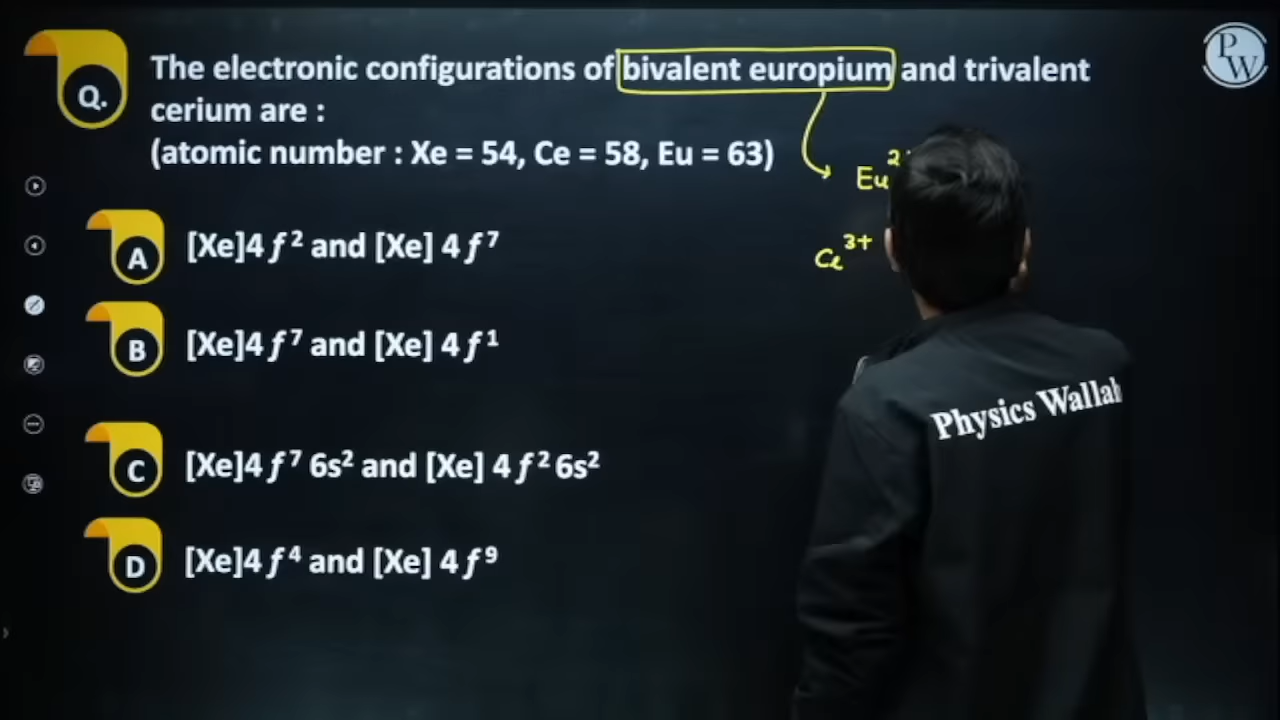 Q.
The electronic configurations of bivalent europium and trivalent
cerium are :
(atomic number : Xe = 54, Ce = 58, Eu = 63)
PW
Eu²
Ce³⁺
A [Xe]4f² and [Xe] 4f⁷
B [Xe]4f⁷ and [Xe] 4f¹
C [Xe]4f⁷ 6s² and [Xe] 4f² 6s²
D [Xe]4f⁴ and [Xe] 4f⁹
Physics Wallah